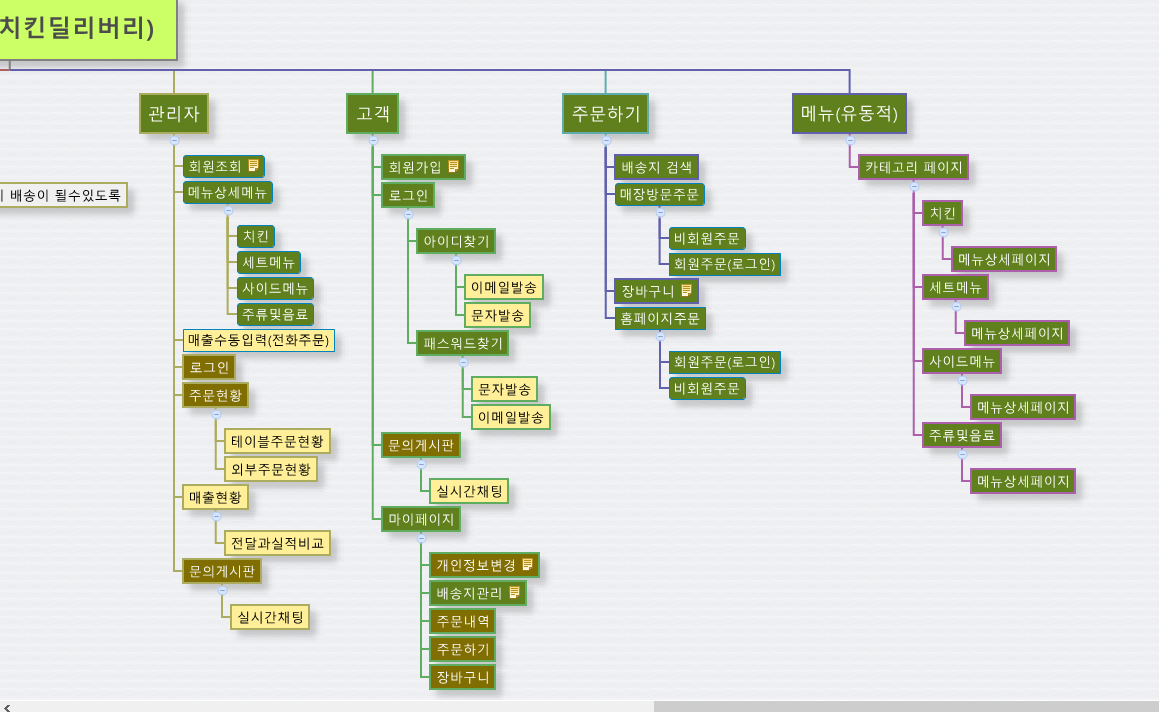 치킨딜리버리)
배송이 될수있도록
관리자
회원조회
메뉴상세메뉴
치킨
세트메뉴
사이드메뉴
주류및음료
매출수동입력(전화주문)
로그인
주문현황
테이블주문현황
외부주문현황
매출현황
전달과실적비교
문의게시판
실시간채팅
고객
회원가입
로그인
아이디찾기
이메일발송
문자발송
패스워드찾기
문자발송
이메일발송
문의게시판
실시간채팅
마이페이지
개인정보변경
배송지관리
주문내역
주문하기
장바구니
주문하기
배송지 검색
매장방문주문
비회원주문
회원주문(로그인)
장바구니
홈페이지주문
회원주문(로그인)
비회원주문
메뉴(유동적)
카테고리 페이지
치킨
메뉴상세페이지
세트메뉴
메뉴상세페이지
사이드메뉴
메뉴상세페이지
주류및음료
메뉴상세페이지